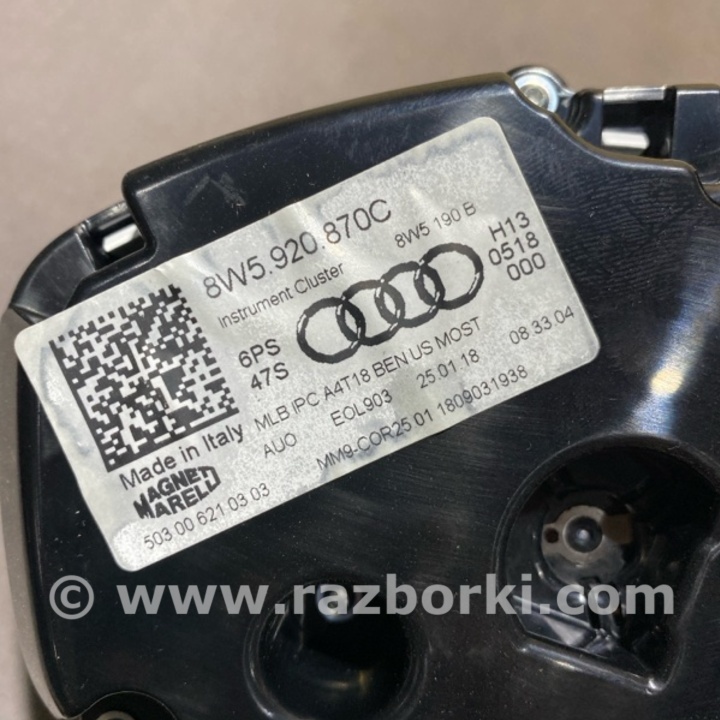 8W5.920.870C
Instrument Cluster
8W5 190 B
H13
0518
000
6PS
47S
MLB IPC A4T18 BEN US MOST
AUO EOL903 25.01.18 08.33 04
MM9-COR25 01 1809031938
Made in Italy
MAGNETI
MARELLI
503 00 621 0303
© www.razborki.com